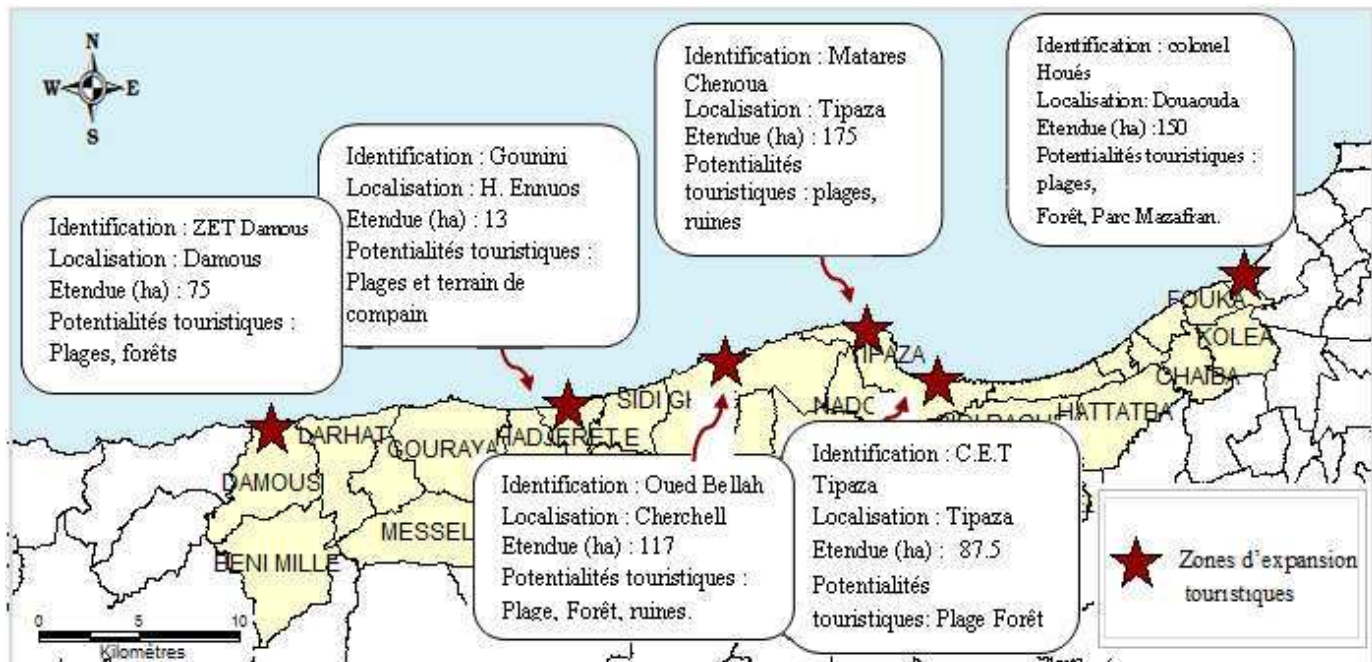 N
W E
S
Identification : ZET Damous
Localisation : Damous
Etendue (ha) : 75
Potentialités touristiques :
Plages, forêts
Identification : Gounini
Localisation : H. Ennuos
Etendue (ha) : 13
Potentialités touristiques :
Plages et terrain de
compain
Identification : Matares
Chenoua
Localisation : Tipaza
Etendue (ha) : 175
Potentialités
touristiques : plages,
ruines
Identification : colonel
Houés
Localisation: Douaouda
Etendue (ha) :150
Potentialités touristiques :
plages,
Forêt, Parc Mazafran.
FOUKA
KOLEA
CHAIBA
HATTATBA
TIPAZA
NADO
SIDI GH
HADJERET E
GOURAYA
LARHAT
DAMOUS
MESSEL
BENI MILLE
Identification : Oued Bellah
Localisation : Cherchell
Etendue (ha) : 117
Potentialités touristiques :
Plage, Forêt, ruines.
Identification : C.E.T
Tipaza
Localisation : Tipaza
Etendue (ha) : 87.5
Potentialités
touristiques: Plage Forêt
Zones d'expansion
touristiques
0 5 10
Kilomètres